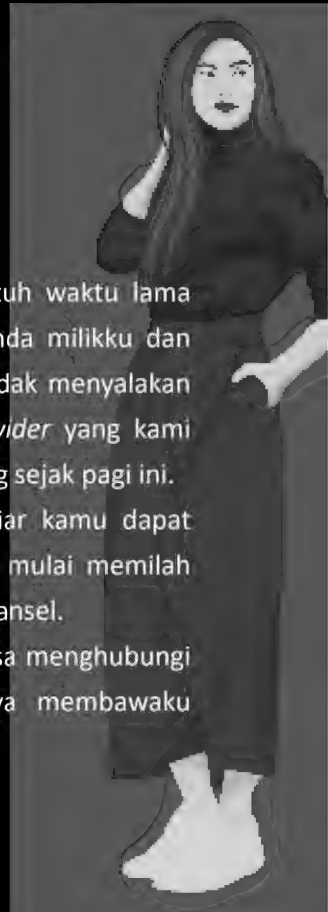 tuh waktu lama
nda milikku dan
dak menyalakan
vider yang kami
g sejak pagi ini.
iar kamu dapat
mulai memilah
ansel.
sa menghubungi
ya membawaku